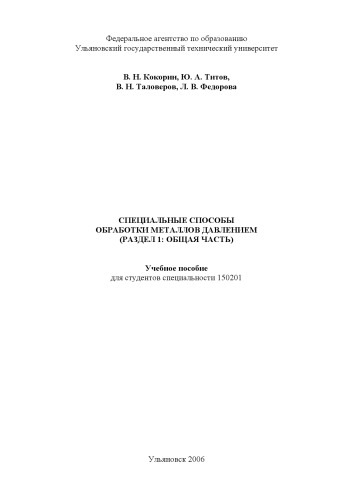 Федеральное агентство по образованию
Ульяновский государственный технический университет
В. Н. Кокорин, Ю. А. Титов,
В. Н. Таловеров, Л. В. Федорова
СПЕЦИАЛЬНЫЕ СПОСОБЫ
ОБРАБОТКИ МЕТАЛЛОВ ДАВЛЕНИЕМ
(РАЗДЕЛ 1: ОБЩАЯ ЧАСТЬ)
Учебное пособие
для студентов специальности 150201
Ульяновск 2006